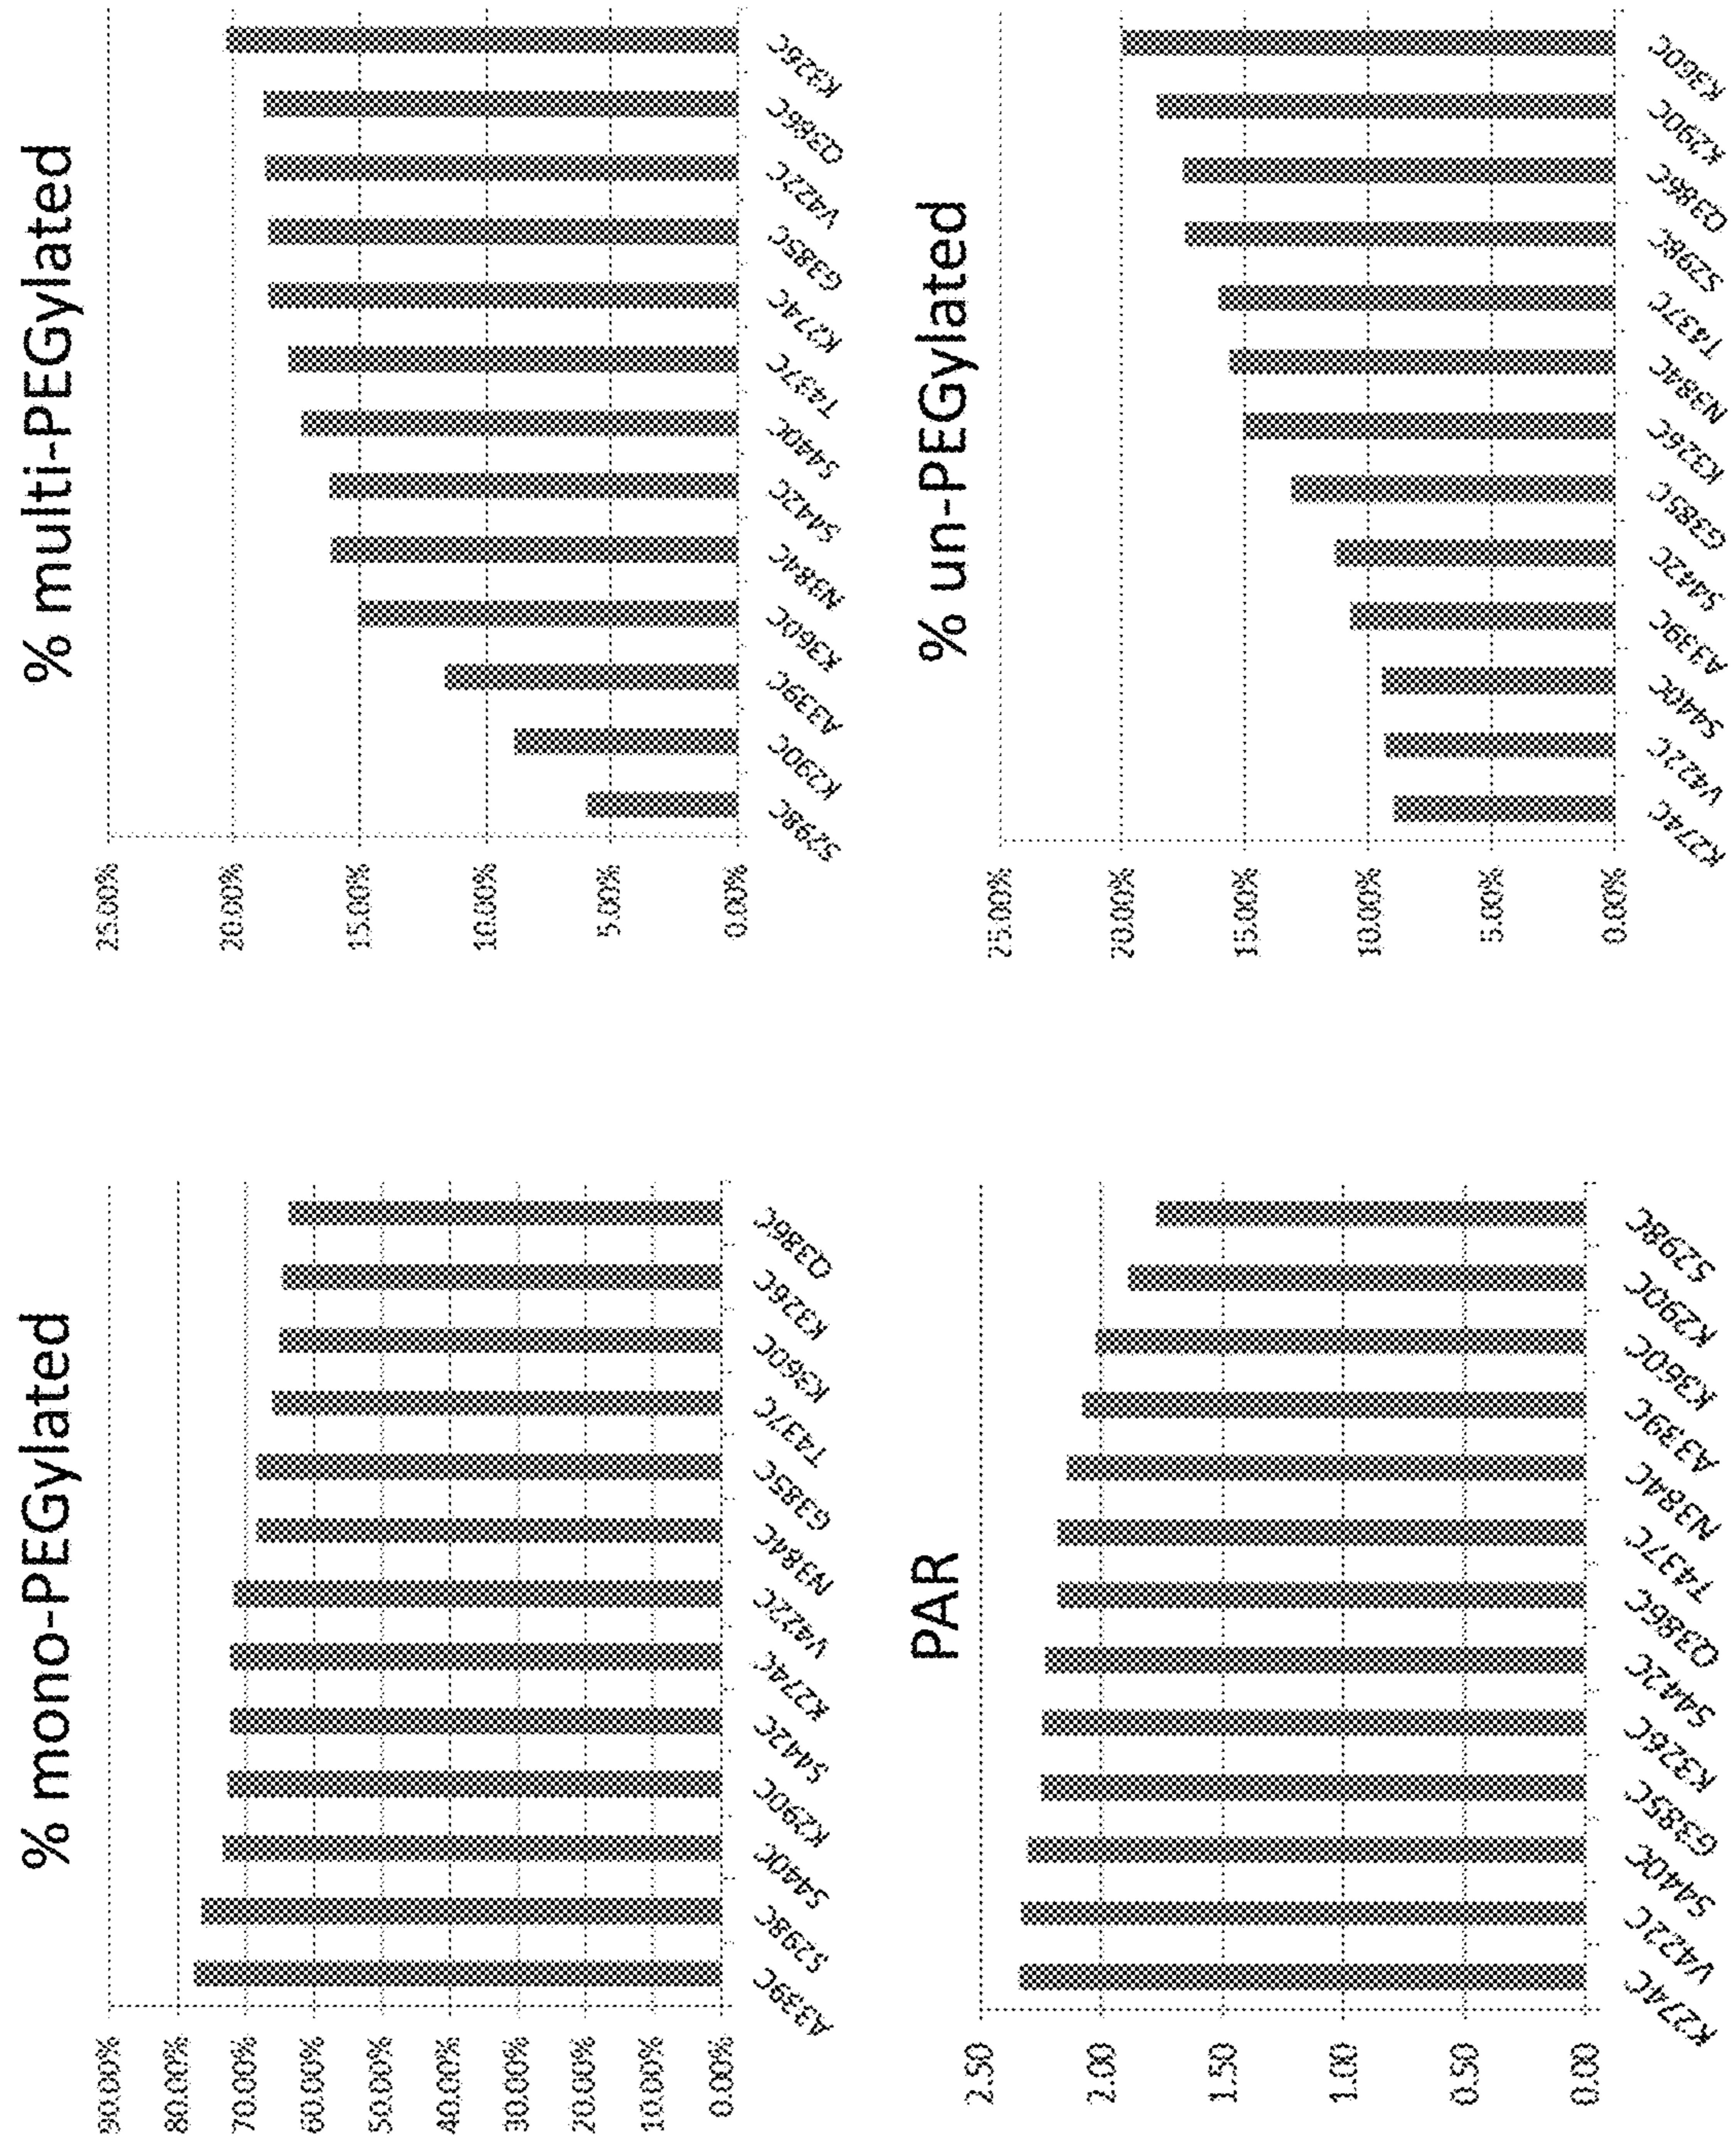 % mono-PEGylated
90.00%
80.00%
70.00%
60.00%
50.00%
40.00%
30.00%
20.00%
10.00%
0.00%
A339C
S298C
S440C
K290C
S442C
K274C
V422C
N384C
G385C
T437C
K360C
K326C
Q386C
% multi-PEGylated
25.00%
20.00%
15.00%
10.00%
5.00%
0.00%
S298C
K290C
A339C
K360C
N384C
S442C
S440C
T437C
K274C
G385C
V422C
Q386C
K326C
PAR
2.50
2.00
1.50
1.00
0.50
0.00
K274C
V422C
S440C
G385C
K326C
S442C
Q386C
T437C
N384C
A339C
K360C
K290C
S298C
% un-PEGylated
25.00%
20.00%
15.00%
10.00%
5.00%
0.00%
K274C
V422C
S440C
A339C
S442C
G385C
K326C
N384C
T437C
S298C
Q386C
K290C
K360C